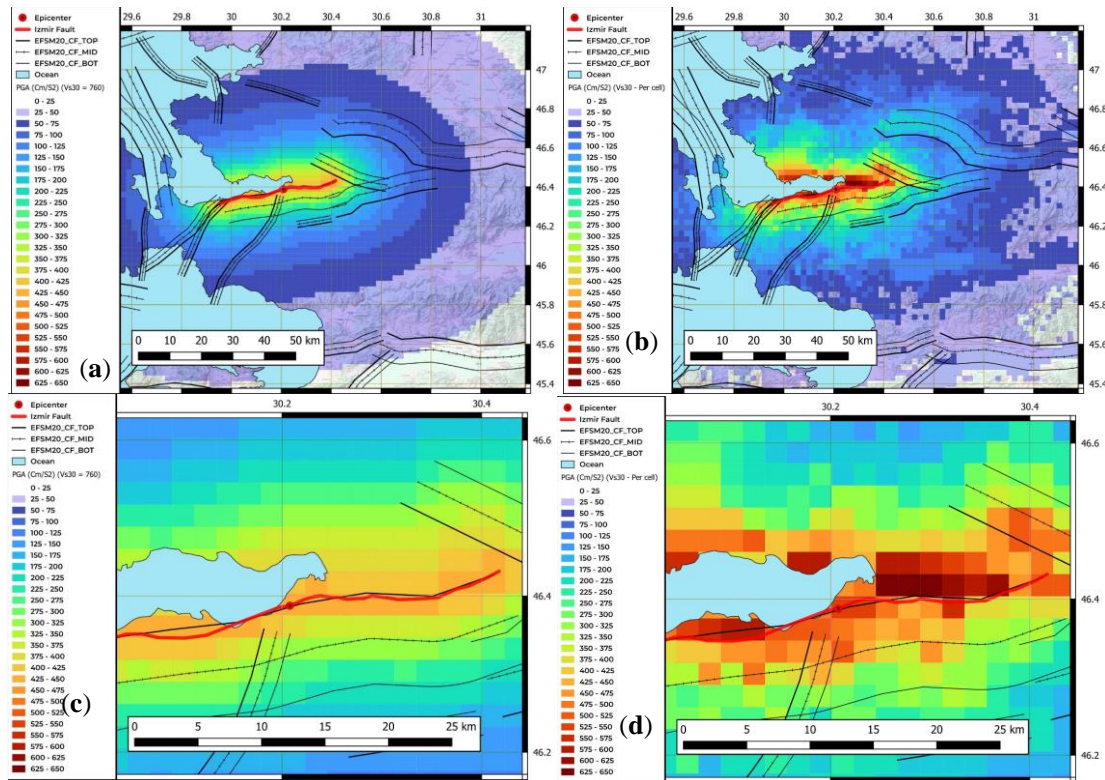 29.6 29.8 30 30.2 30.4 30.6 30.8 31
Epicenter
Izmir Fault
EFSM20_CF_TOP
EFSM20_CF_MID
EFSM20_CF_BOT
Ocean
PGA (Cm/S2) (Vs30 = 760)
0 - 25
25 - 50
50 - 75
75 - 100
100 - 125
125 - 150
150 - 175
175 - 200
200 - 225
225 - 250
250 - 275
275 - 300
300 - 325
325 - 350
350 - 375
375 - 400
400 - 425
425 - 450
450 - 475
475 - 500
500 - 525
525 - 550
550 - 575
575 - 600
600 - 625
625 - 650
47
46.8
46.6
46.4
46.2
46
45.8
45.6
45.4
(a)
0 10 20 30 40 50 km
29.6 29.8 30 30.2 30.4 30.6 30.8 31
Epicenter
Izmir Fault
EFSM20_CF_TOP
EFSM20_CF_MID
EFSM20_CF_BOT
Ocean
PGA (Cm/S2) (Vs30 - Per cell)
0 - 25
25 - 50
50 - 75
75 - 100
100 - 125
125 - 150
150 - 175
175 - 200
200 - 225
225 - 250
250 - 275
275 - 300
300 - 325
325 - 350
350 - 375
375 - 400
400 - 425
425 - 450
450 - 475
475 - 500
500 - 525
525 - 550
550 - 575
575 - 600
600 - 625
625 - 650
47
46.8
46.6
46.4
46.2
46
45.8
45.6
45.4
(b)
0 10 20 30 40 50 km
30.2 30.4
Epicenter
Izmir Fault
EFSM20_CF_TOP
EFSM20_CF_MID
EFSM20_CF_BOT
Ocean
PGA (Cm/S2) (Vs30 = 760)
0 - 25
25 - 50
50 - 75
75 - 100
100 - 125
125 - 150
150 - 175
175 - 200
200 - 225
225 - 250
250 - 275
275 - 300
300 - 325
325 - 350
350 - 375
375 - 400
400 - 425
425 - 450
450 - 475
475 - 500
500 - 525
525 - 550
550 - 575
575 - 600
600 - 625
625 - 650
46.6
46.4
46.2
(c)
0 5 10 15 20 25 km
30.2 30.4
Epicenter
Izmir Fault
EFSM20_CF_TOP
EFSM20_CF_MID
EFSM20_CF_BOT
Ocean
PGA (Cm/S2) (Vs30 - Per cell)
0 - 25
25 - 50
50 - 75
75 - 100
100 - 125
125 - 150
150 - 175
175 - 200
200 - 225
225 - 250
250 - 275
275 - 300
300 - 325
325 - 350
350 - 375
375 - 400
400 - 425
425 - 450
450 - 475
475 - 500
500 - 525
525 - 550
550 - 575
575 - 600
600 - 625
625 - 650
46.6
46.4
46.2
(d)
0 5 10 15 20 25 km